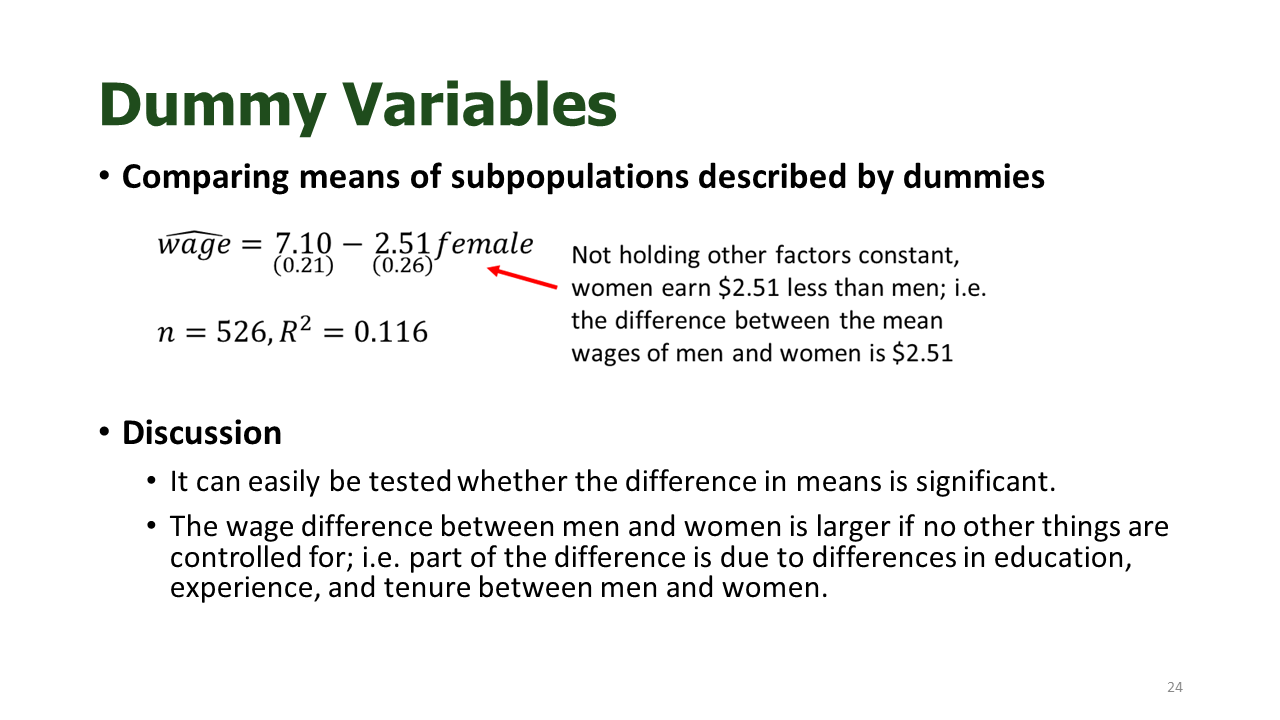 Dummy Variables
• Comparing means of subpopulations described by dummies
\widehat{wage} = 7.10 − 2.51 female
(0.21) (0.26)
Not holding other factors constant,
women earn $2.51 less than men; i.e.
the difference between the mean
wages of men and women is $2.51
n = 526, R² = 0.116
• Discussion
• It can easily be tested whether the difference in means is significant.
• The wage difference between men and women is larger if no other things are
controlled for; i.e. part of the difference is due to differences in education,
experience, and tenure between men and women.
24